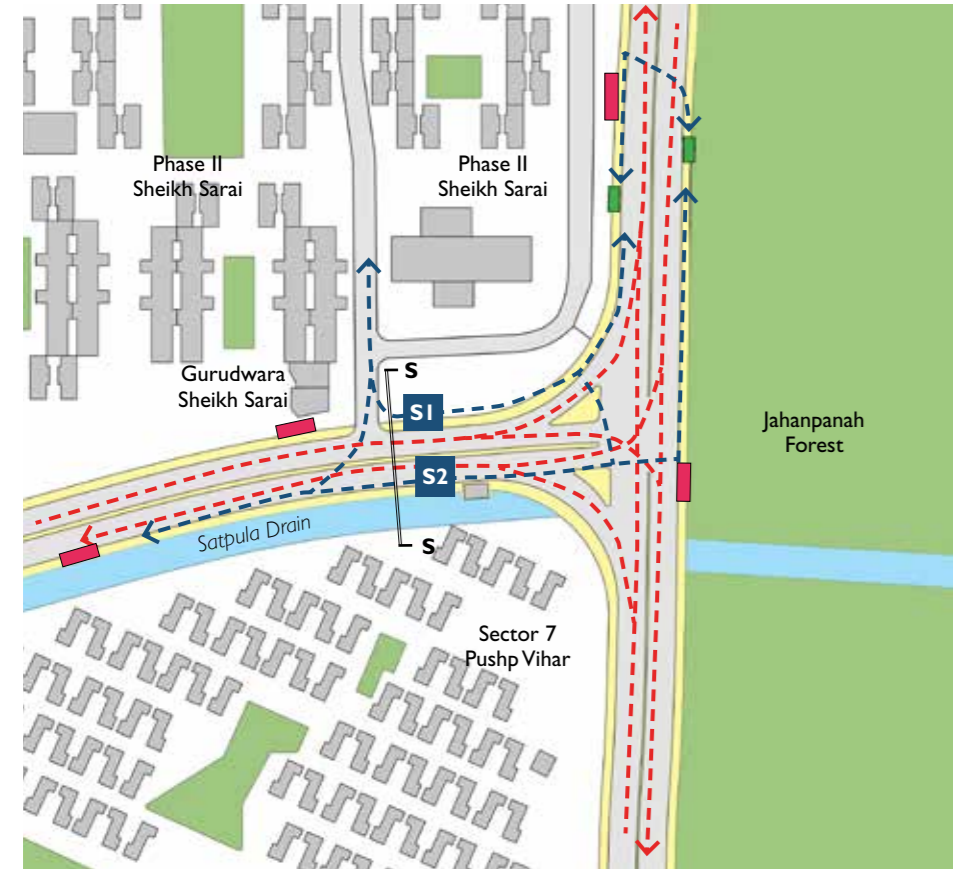 Phase II
Sheikh Sarai
Phase II
Sheikh Sarai
Gurudwara
Sheikh Sarai
S
S1
Jahanpanah
Forest
S2
Satpula Drain
S
Sector 7
Pushp Vihar